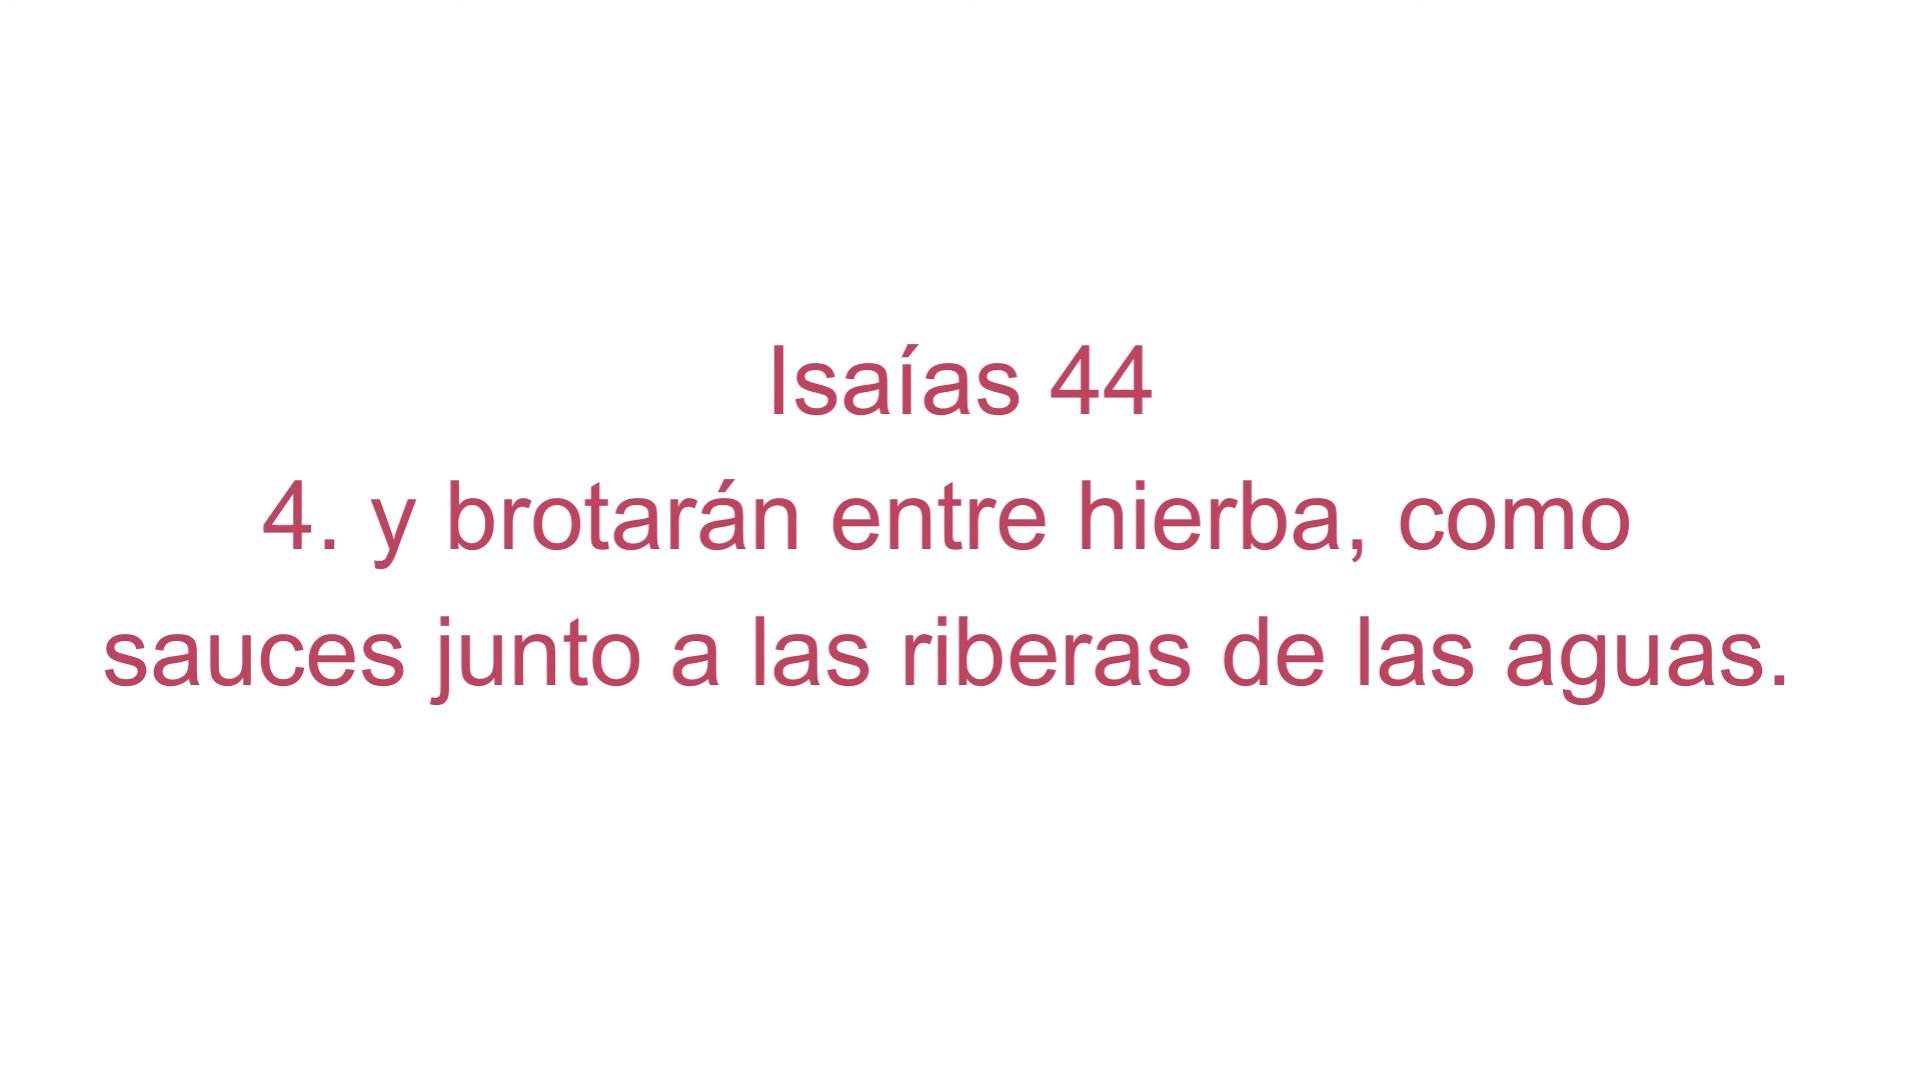 Isaías 44
4. y brotarán entre hierba, como
sauces junto a las riberas de las aguas.